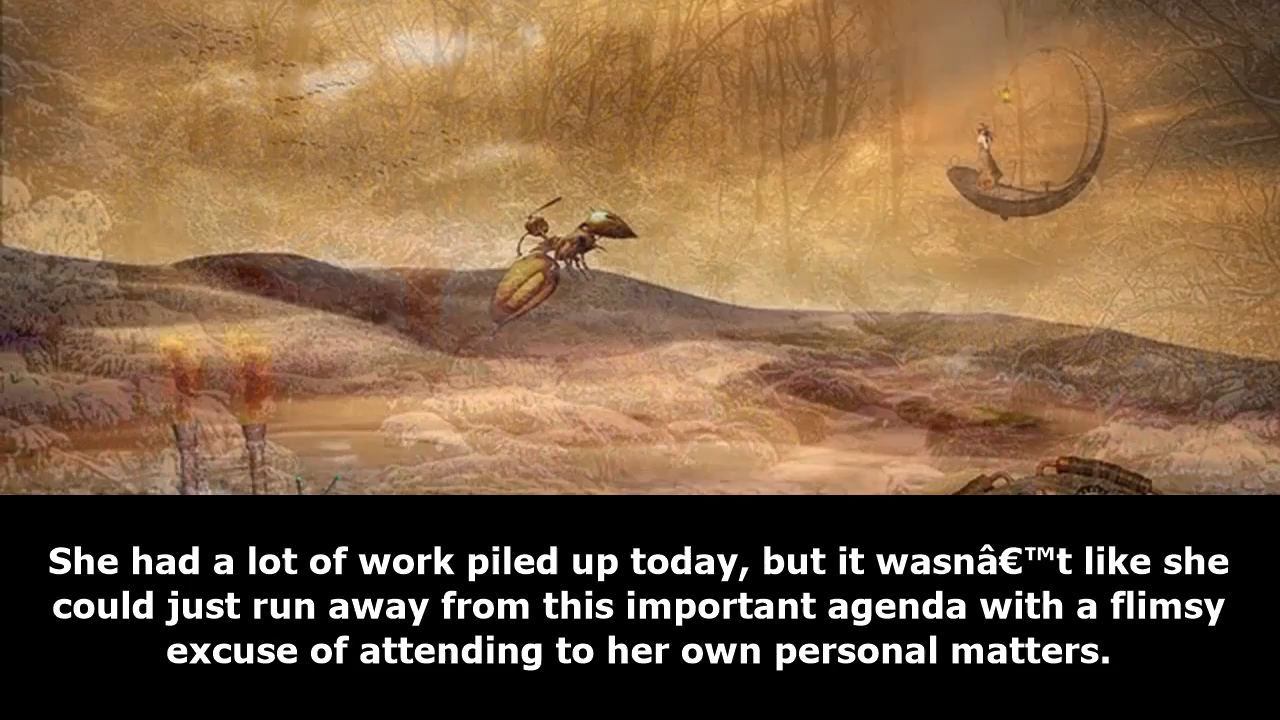 She had a lot of work piled up today, but it wasnâ€™t like she
could just run away from this important agenda with a flimsy
excuse of attending to her own personal matters.